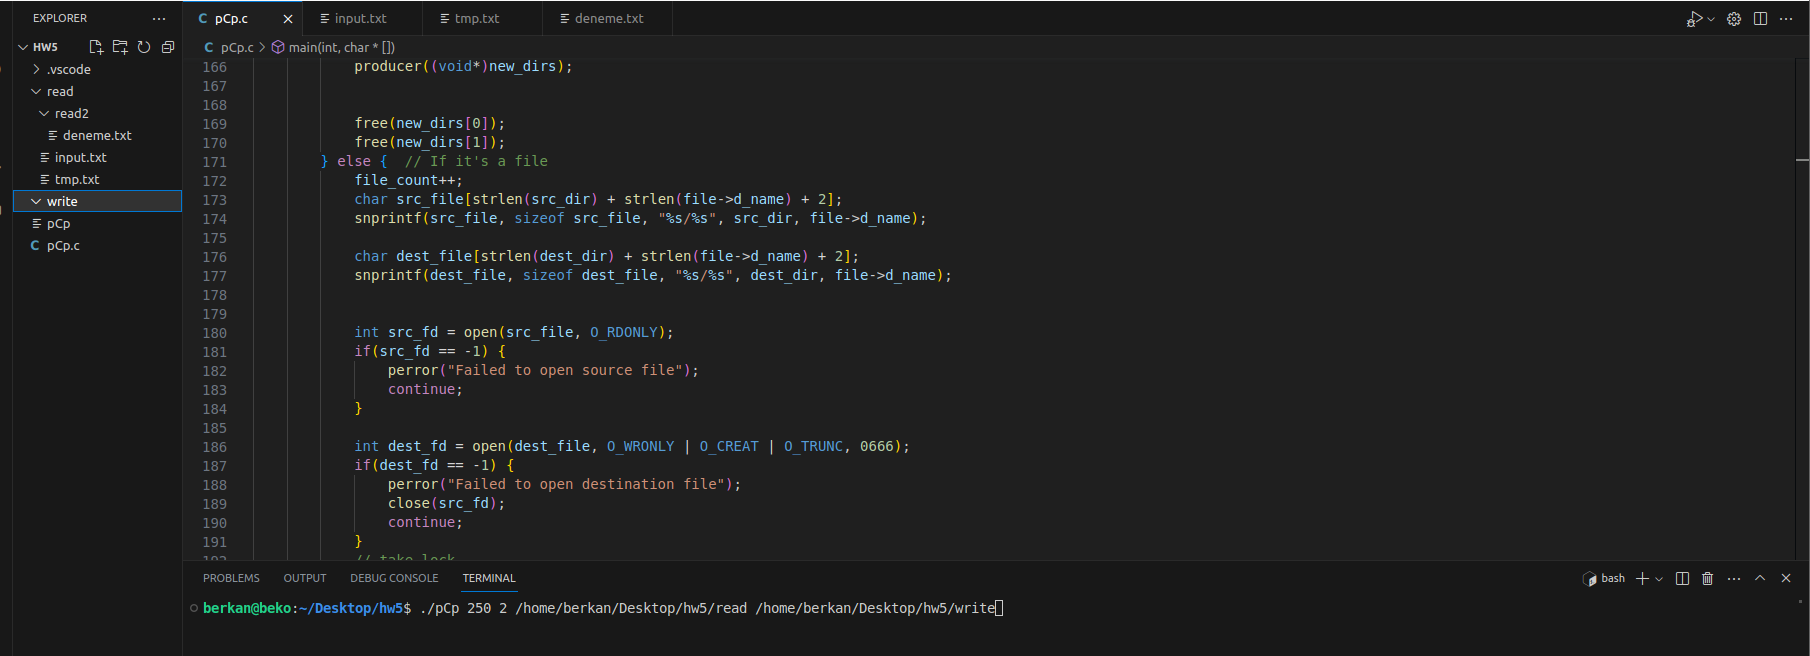 EXPLORER ...
HW5
.vscode
read
read2
deneme.txt
input.txt
tmp.txt
write
pCp
C pCp.c
C pCp.c input.txt tmp.txt deneme.txt
C pCp.c > main(int, char * [])
166 producer((void*)new_dirs);
167
168
169 free(new_dirs[0]);
170 free(new_dirs[1]);
171 } else { // If it's a file
172 file_count++;
173 char src_file[strlen(src_dir) + strlen(file->d_name) + 2];
174 snprintf(src_file, sizeof src_file, "%s/%s", src_dir, file->d_name);
175
176 char dest_file[strlen(dest_dir) + strlen(file->d_name) + 2];
177 snprintf(dest_file, sizeof dest_file, "%s/%s", dest_dir, file->d_name);
178
179
180 int src_fd = open(src_file, O_RDONLY);
181 if(src_fd == -1) {
182 perror("Failed to open source file");
183 continue;
184 }
185
186 int dest_fd = open(dest_file, O_WRONLY | O_CREAT | O_TRUNC, 0666);
187 if(dest_fd == -1) {
188 perror("Failed to open destination file");
189 close(src_fd);
190 continue;
191 }
192 // take lock
PROBLEMS OUTPUT DEBUG CONSOLE TERMINAL bash
berkan@beko:~/Desktop/hw5$ ./pCp 250 2 /home/berkan/Desktop/hw5/read /home/berkan/Desktop/hw5/write